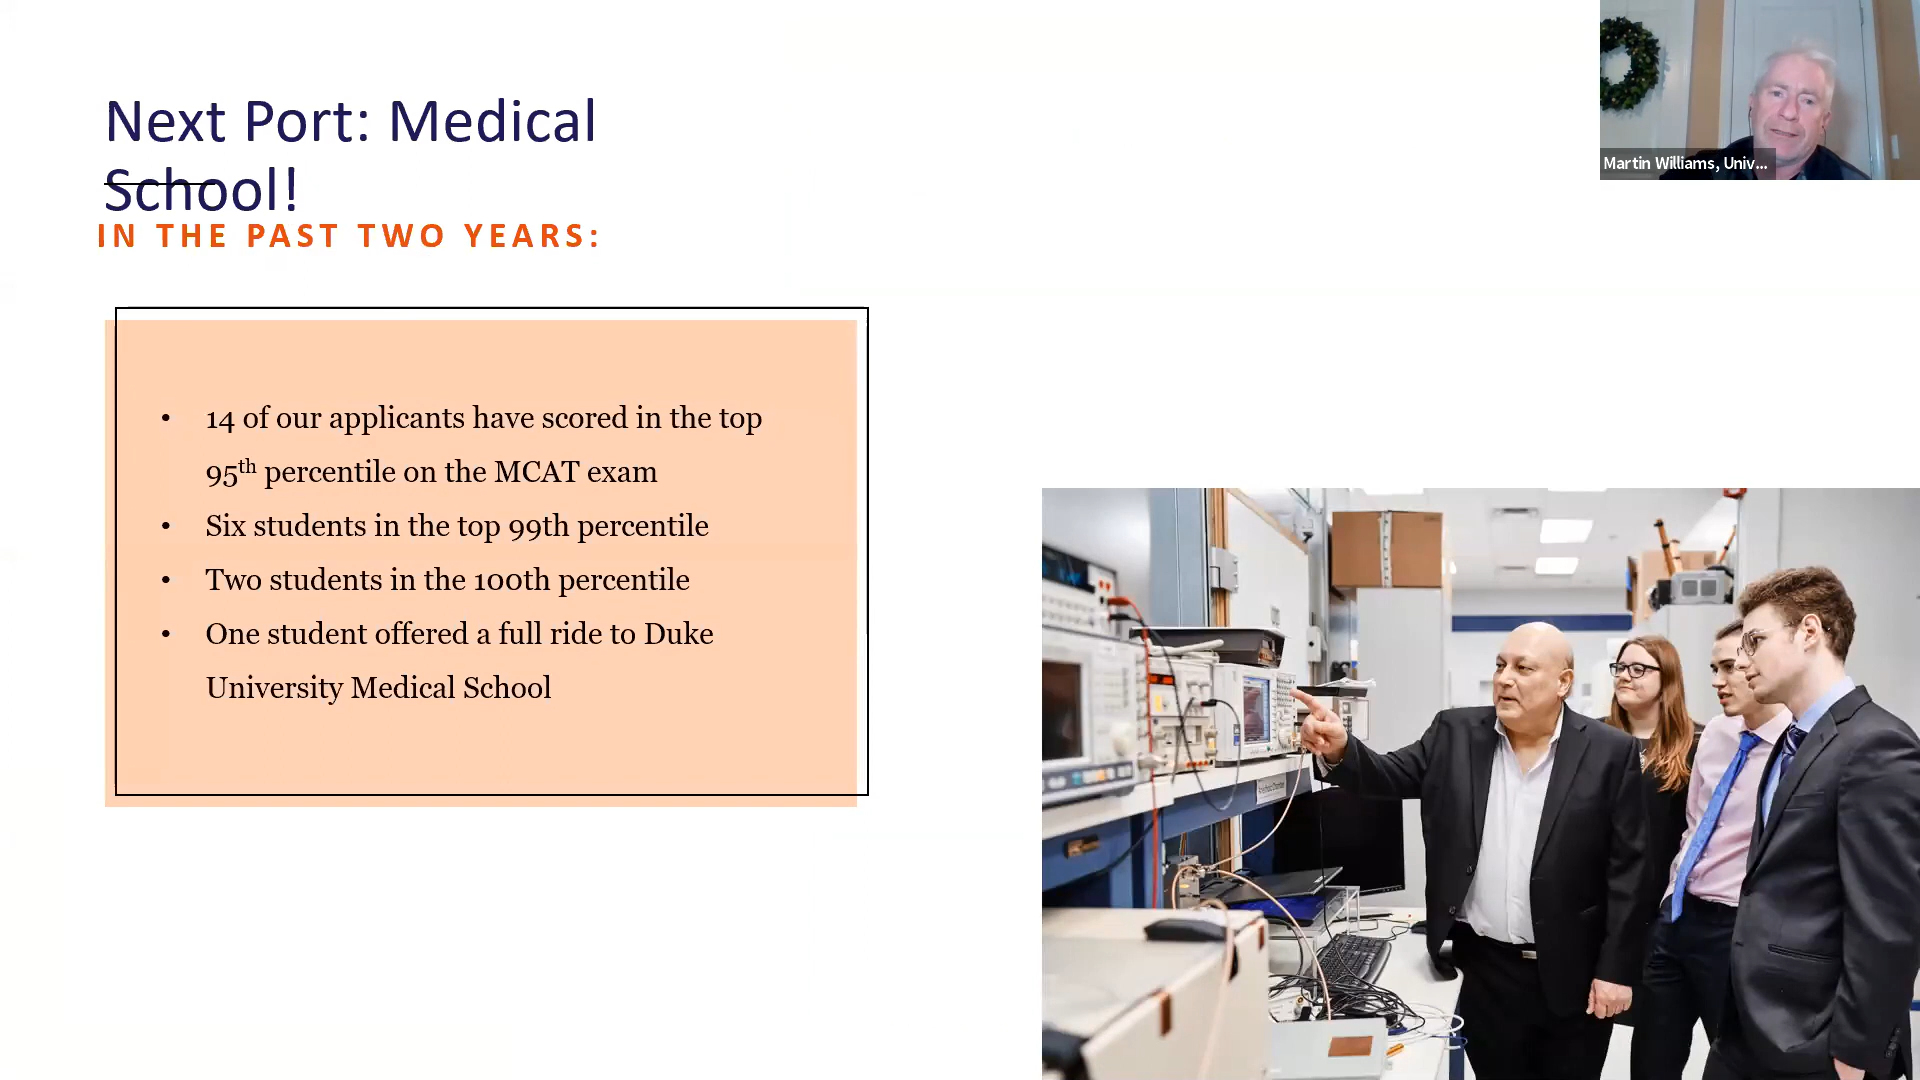 Next Port: Medical
School!
IN THE PAST TWO YEARS:
• 14 of our applicants have scored in the top
95th percentile on the MCAT exam
• Six students in the top 99th percentile
• Two students in the 100th percentile
• One student offered a full ride to Duke
University Medical School
Martin Williams, Univ...